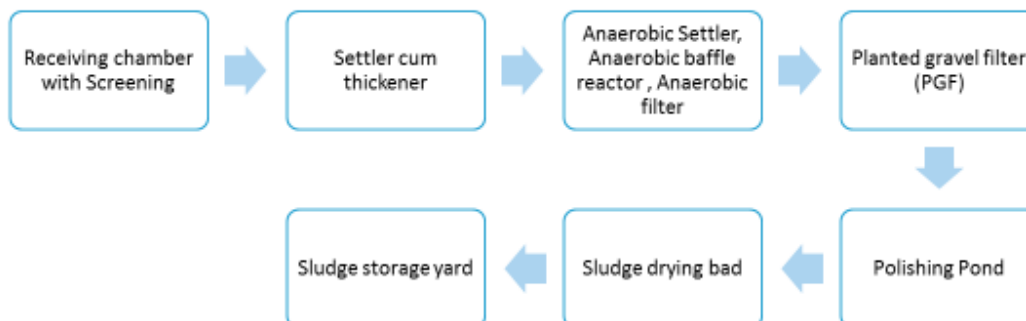 Receiving chamber
with Screening
Settler cum
thickener
Anaerobic Settler,
Anaerobic baffle
reactor , Anaerobic
filter
Planted gravel filter
(PGF)
Polishing Pond
Sludge drying bad
Sludge storage yard